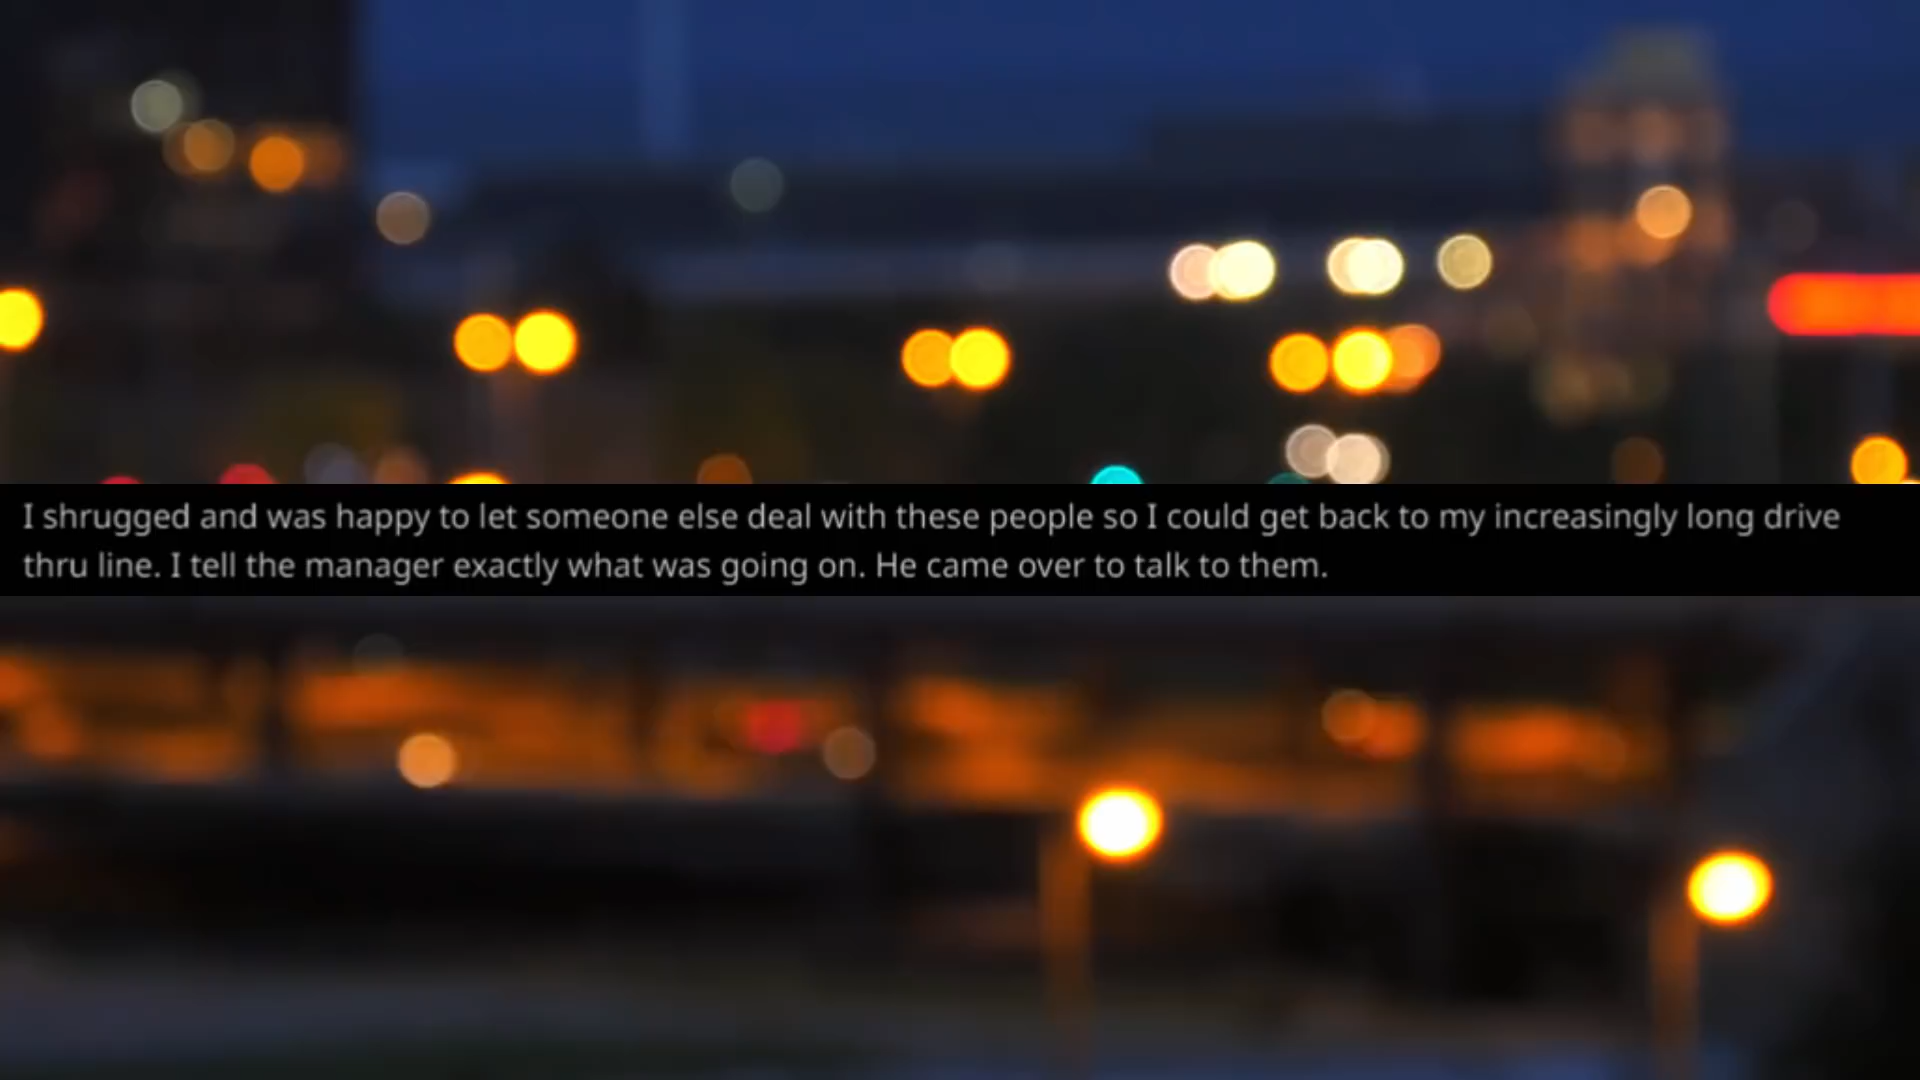 I shrugged and was happy to let someone else deal with these people so I could get back to my increasingly long drive
thru line. I tell the manager exactly what was going on. He came over to talk to them.